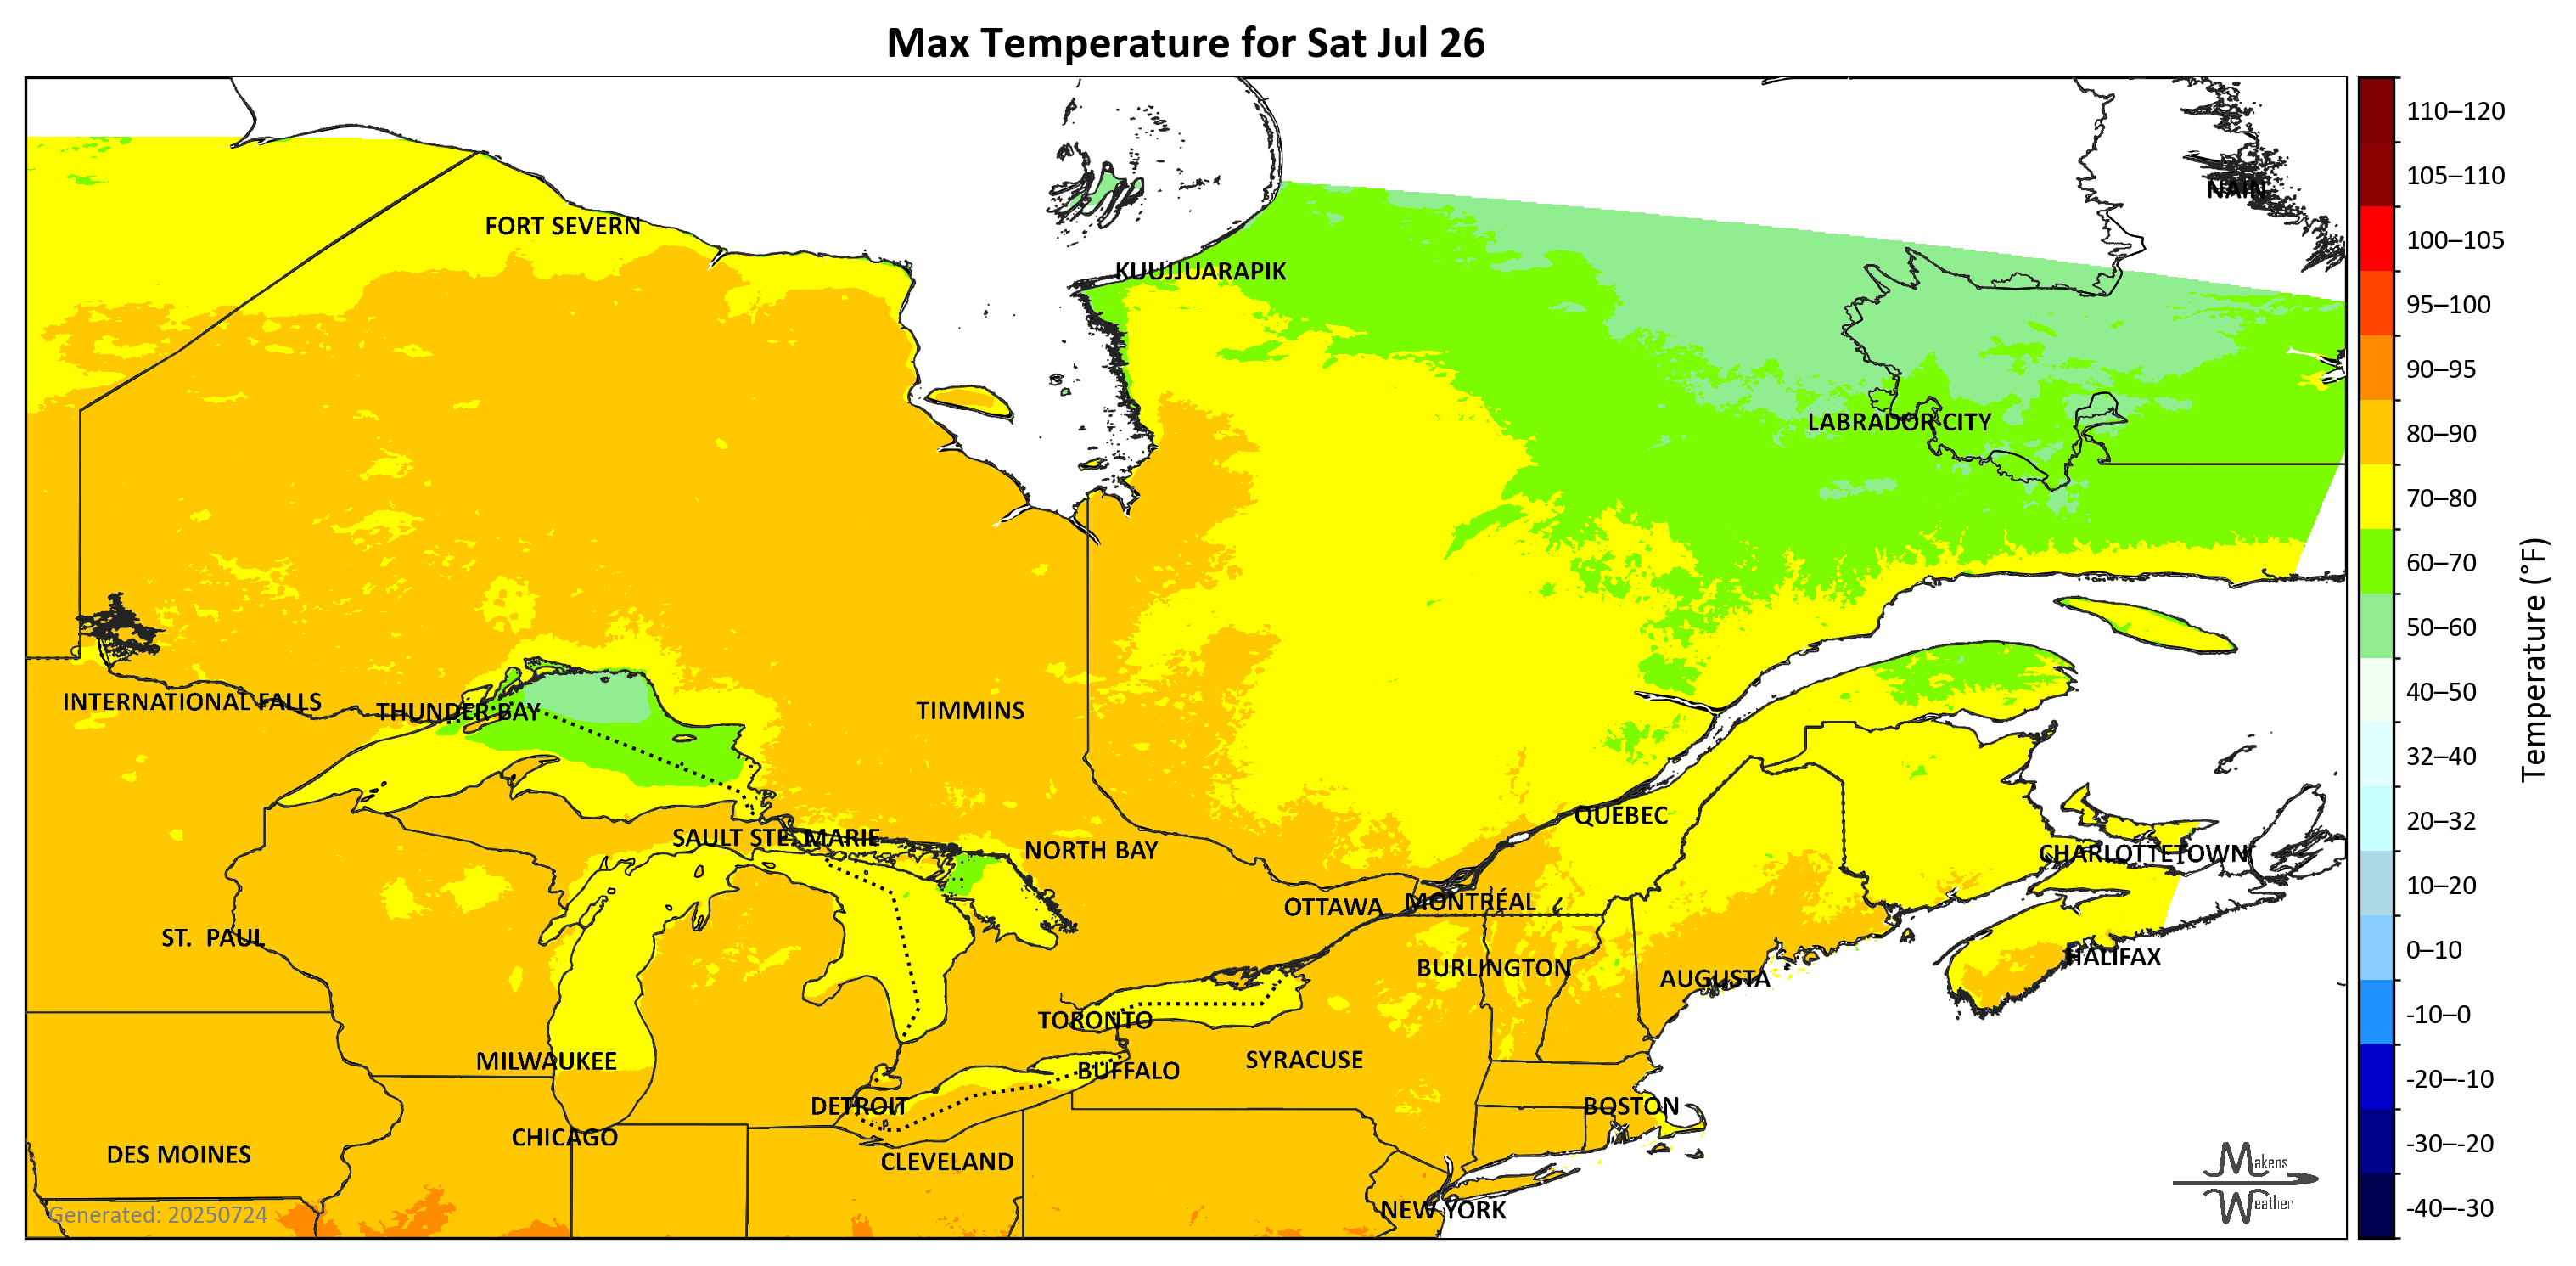 Max Temperature for Sat Jul 26
NAIN
FORT SEVERN
KUUJJUARAPIK
LABRADOR CITY
INTERNATIONAL FALLS
THUNDER BAY
TIMMINS
QUEBEC
SAULT STE. MARIE
NORTH BAY
CHARLOTTETOWN
OTTAWA
MONTRÉAL
ST. PAUL
HALIFAX
BURLINGTON
AUGUSTA
TORONTO
MILWAUKEE
SYRACUSE
BUFFALO
DETROIT
BOSTON
CHICAGO
DES MOINES
CLEVELAND
NEW YORK
Generated: 20250724
Makens
Weather
110–120
105–110
100–105
95–100
90–95
80–90
70–80
60–70
50–60
40–50
32–40
20–32
10–20
0–10
-10–0
-20–-10
-30–-20
-40–-30
Temperature (°F)